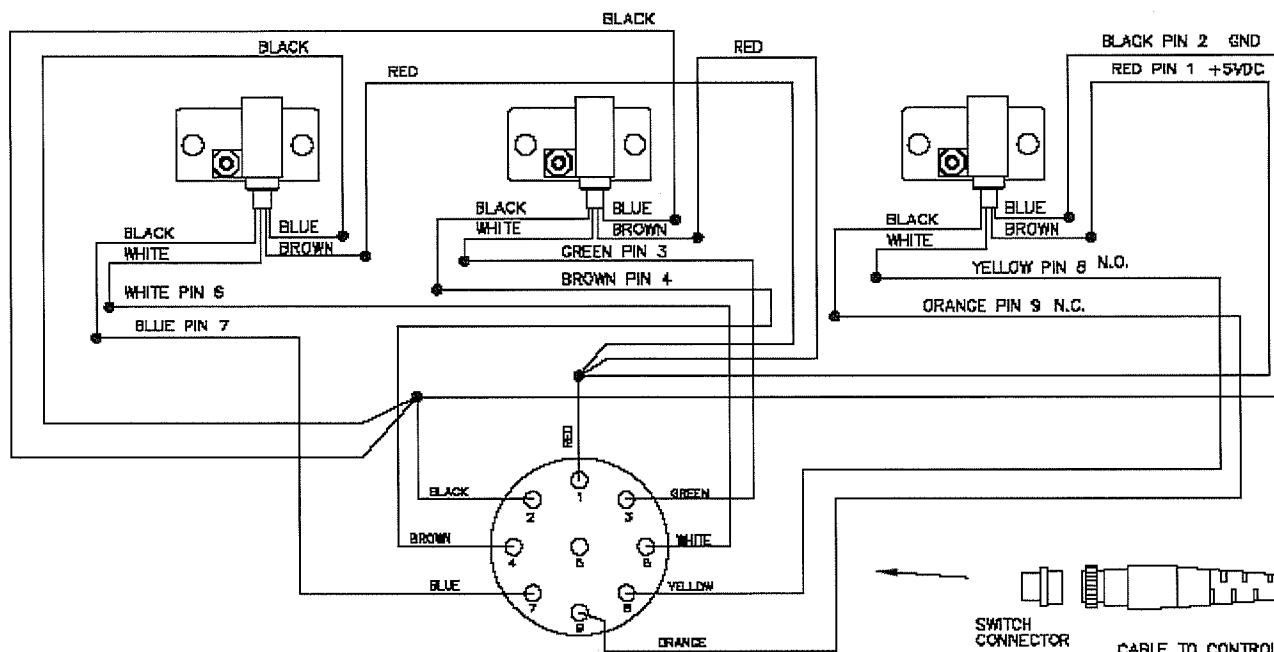 BLACK
BLACK
RED
RED
BLACK PIN 2 GND
RED PIN 1 +5VDC
BLACK
WHITE
BLUE
BROWN
BLACK
WHITE
BLUE
BROWN
BLACK
WHITE
BLUE
BROWN
GREEN PIN 3
BROWN PIN 4
YELLOW PIN 8 N.O.
ORANGE PIN 9 N.C.
WHITE PIN 6
BLUE PIN 7
RED
BLACK
GREEN
BROWN
WHITE
BLUE
YELLOW
ORANGE
1
2
3
4
5
6
7
8
9
SWITCH
CONNECTOR
CABLE TO CONTROL